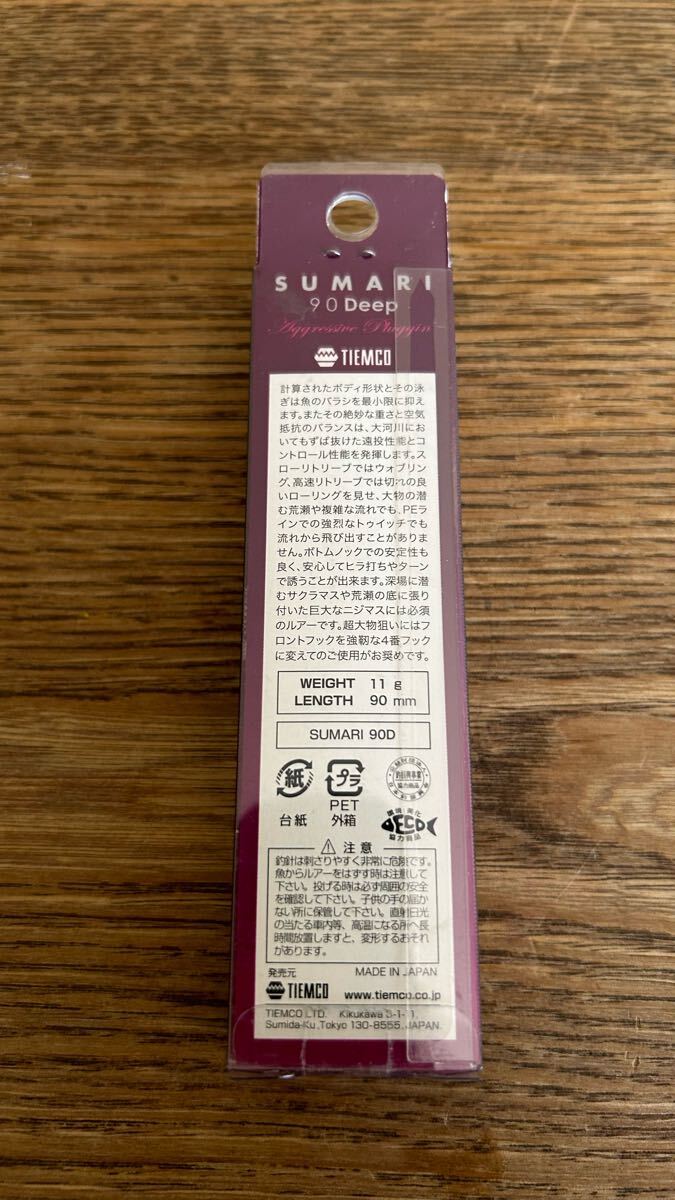 SUMARI
90 Deep
Aggressive Pluggin
TIEMCO
計算されたボディ形状とその泳
ぎは魚のバラシを最小限に抑え
ます。またその絶妙な重さと空気
抵抗のバランスは、大河川にお
いてもずば抜けた遠投性能とコ
ントロール性能を発揮します。ス
ローリトリーブではウォブリン
グ、高速リトリーブでは切れの良
いローリングを見せ、大物の潜
む荒瀬や複雑な流れでも、PEラ
インでの強烈なトゥイッチでも
流れから飛び出すことがありま
せん。ボトムノックでの安定性も
良く、安心してヒラ打ちやターン
で誘うことが出来ます。深場に潜
むサクラマスや荒瀬の底に張り
付いた巨大なニジマスには必須
のルアーです。超大物狙いにはフ
ロントフックを強靭な4番フック
に変えてのご使用がお奨めです。
WEIGHT 11 g
LENGTH 90 mm
SUMARI 90D
紙
台紙
プラ
PET
外箱
環境・美化
DECO
協力商品
注意
釣針は刺さりやすく非常に危険です。
魚からルアーをはずす時は注意して
下さい。投げる時は必ず周囲の安全
を確認して下さい。子供の手の届か
ない所に保管して下さい。直射日光
の当たる車内等、高温になる所へ長
時間放置しますと、変形するおそれ
があります。
発売元
MADE IN JAPAN
TIEMCO www.tiemco.co.jp
TIEMCO LTD. Kikukawa 3-1-11,
Sumida-Ku, Tokyo 130-8555. JAPAN.